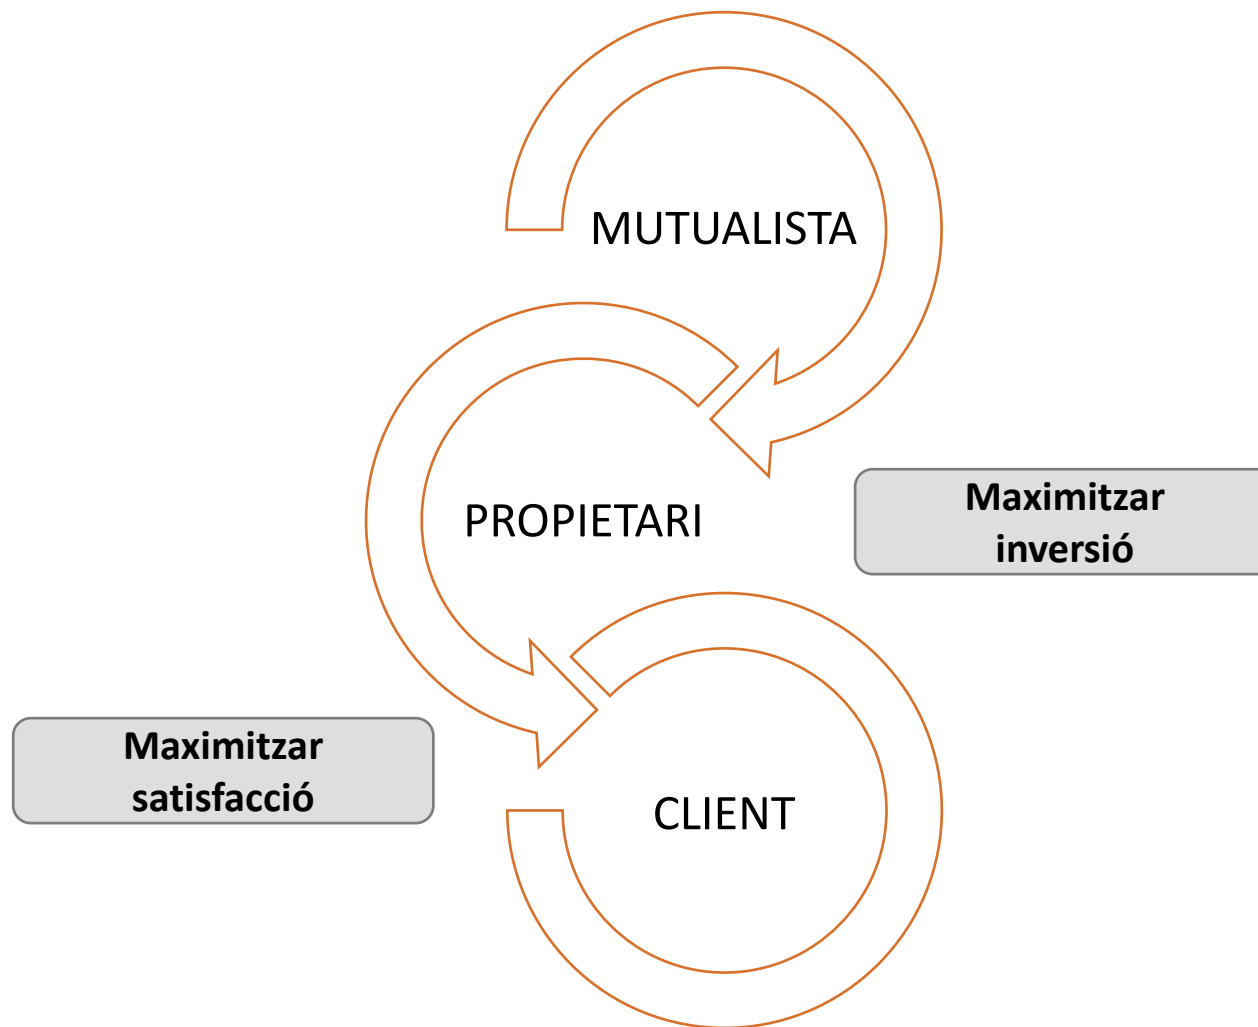 MUTUALISTA
PROPIETARI
Maximitzar
inversió
Maximitzar
satisfacció
CLIENT